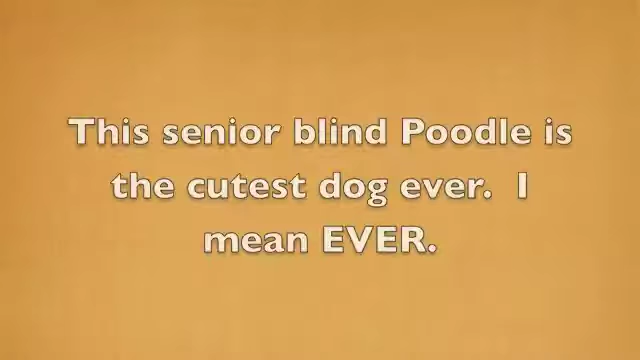 This senior blind Poodle is
the cutest dog ever.  I
mean EVER.